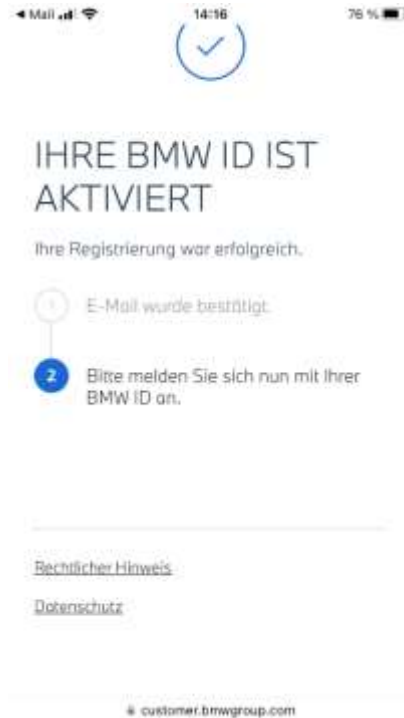 ◀ Mail 14:16 76 %
IHRE BMW ID IST
AKTIVIERT
Ihre Registrierung war erfolgreich.
1 E-Mail wurde bestätigt.
2 Bitte melden Sie sich nun mit Ihrer
BMW ID an.
Rechtlicher Hinweis
Datenschutz
customer.bmwgroup.com